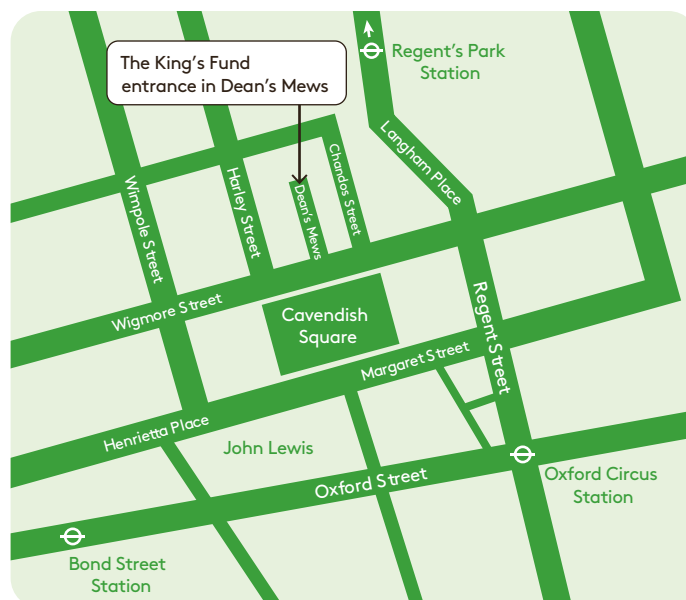 Regent’s Park
Station
The King’s Fund
entrance in Dean’s Mews
Langham Place
Chandos Street
Harley Street
Wimpole Street
Dean’s Mews
Wigmore Street
Cavendish
Square
Regent Street
Margaret Street
Henrietta Place
John Lewis
Oxford Street
Oxford Circus
Station
Bond Street
Station